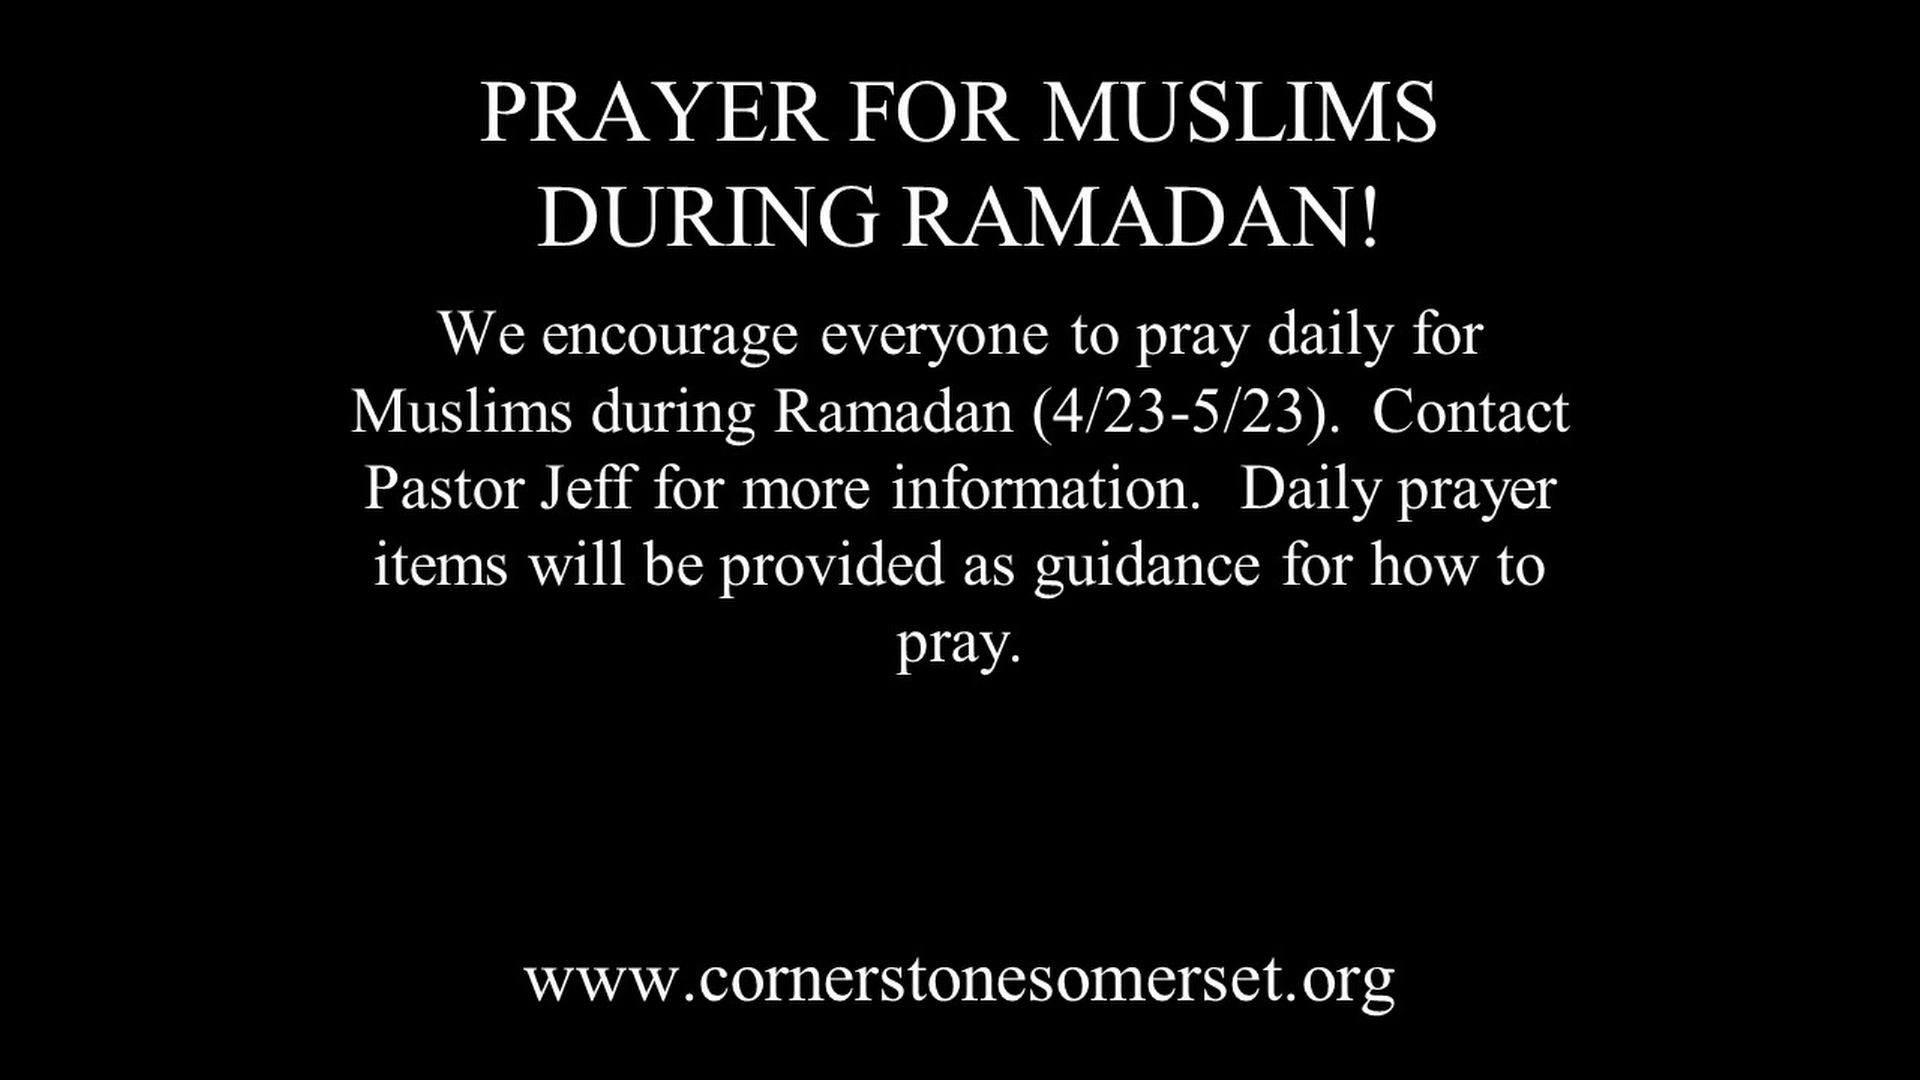 PRAYER FOR MUSLIMS
DURING RAMADAN!
We encourage everyone to pray daily for
Muslims during Ramadan (4/23-5/23).  Contact
Pastor Jeff for more information.  Daily prayer
items will be provided as guidance for how to
pray.
www.cornerstonesomerset.org